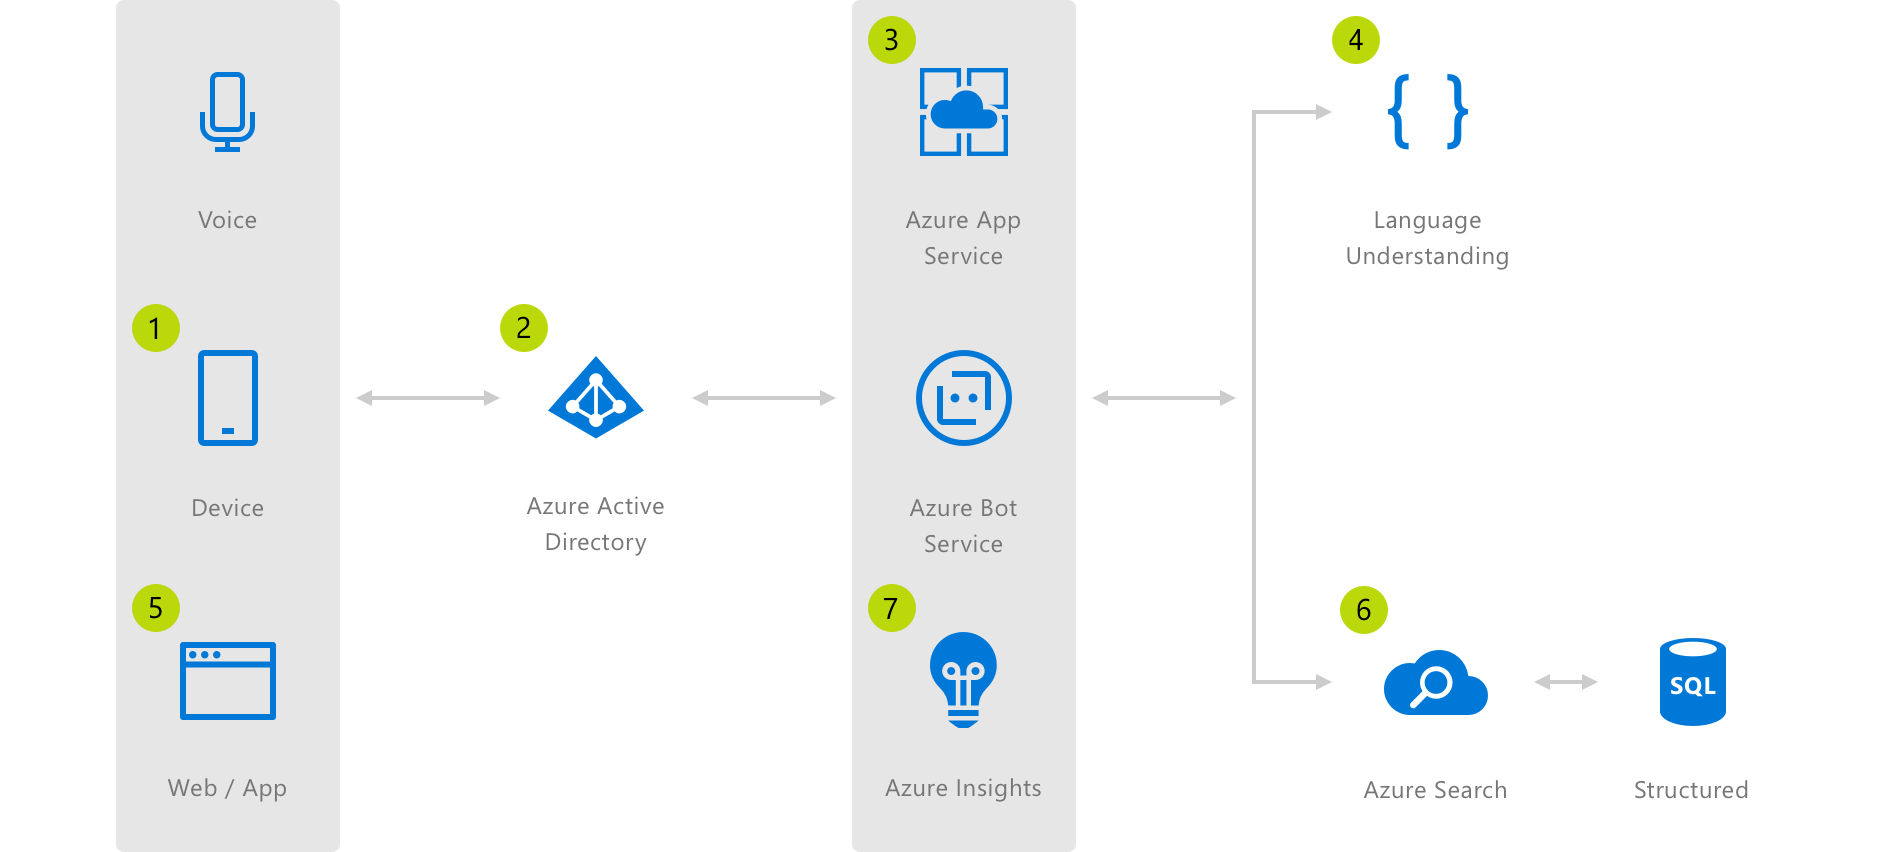 Voice
1
Device
5
Web / App
2
Azure Active
Directory
3
Azure App
Service
Azure Bot
Service
7
Azure Insights
4
{ }
Language
Understanding
6
Azure Search
SQL
Structured